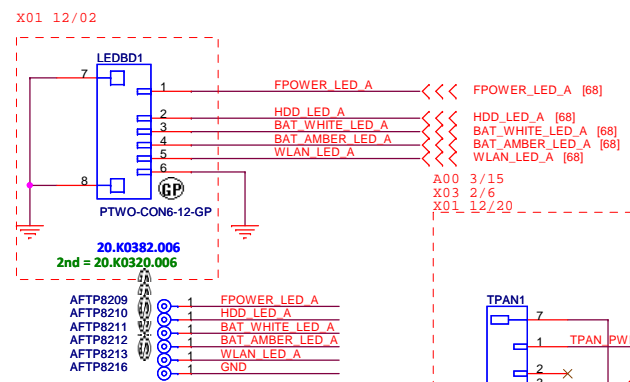 X01 12/02
LEDBD1
7
1
FPOWER_LED_A
FPOWER_LED_A [68]
2
HDD_LED_A
HDD_LED_A [68]
3
BAT_WHITE_LED_A
BAT_WHITE_LED_A [68]
4
BAT_AMBER_LED_A
BAT_AMBER_LED_A [68]
5
WLAN_LED_A
WLAN_LED_A [68]
6
8
GP
PTWO-CON6-12-GP
A00 3/15
X03 2/6
X01 12/20
20.K0382.006
2nd = 20.K0320.006
AFTP8209 1 FPOWER_LED_A
AFTP8210 1 HDD_LED_A
AFTP8211 1 BAT_WHITE_LED_A
AFTP8212 1 BAT_AMBER_LED_A
AFTP8213 1 WLAN_LED_A
AFTP8216 1 GND
TPAN1
7
1
TPAN_PW
2